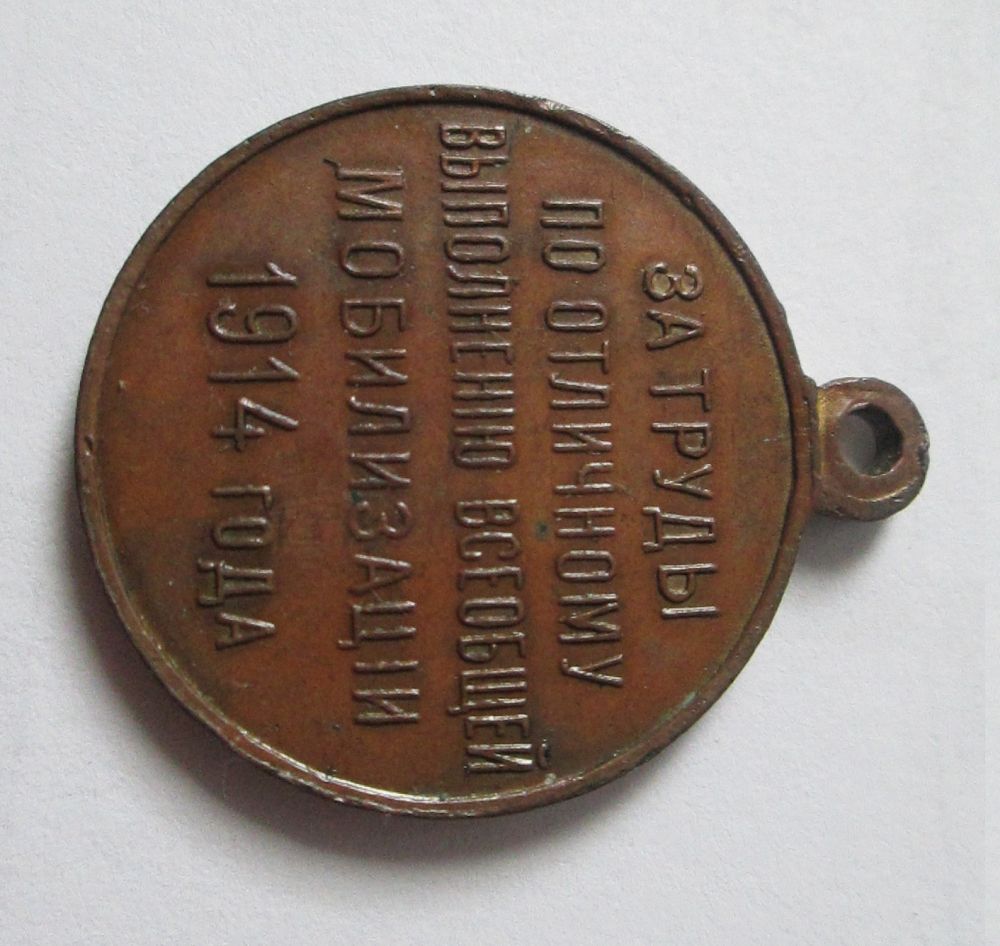 ЗА ТРУДЫ
ПО ОТЛИЧНОМУ
ВЫПОЛНЕНІЮ ВСЕОБЩЕЙ
МОБИЛИЗАЦІИ
1914 ГОДА